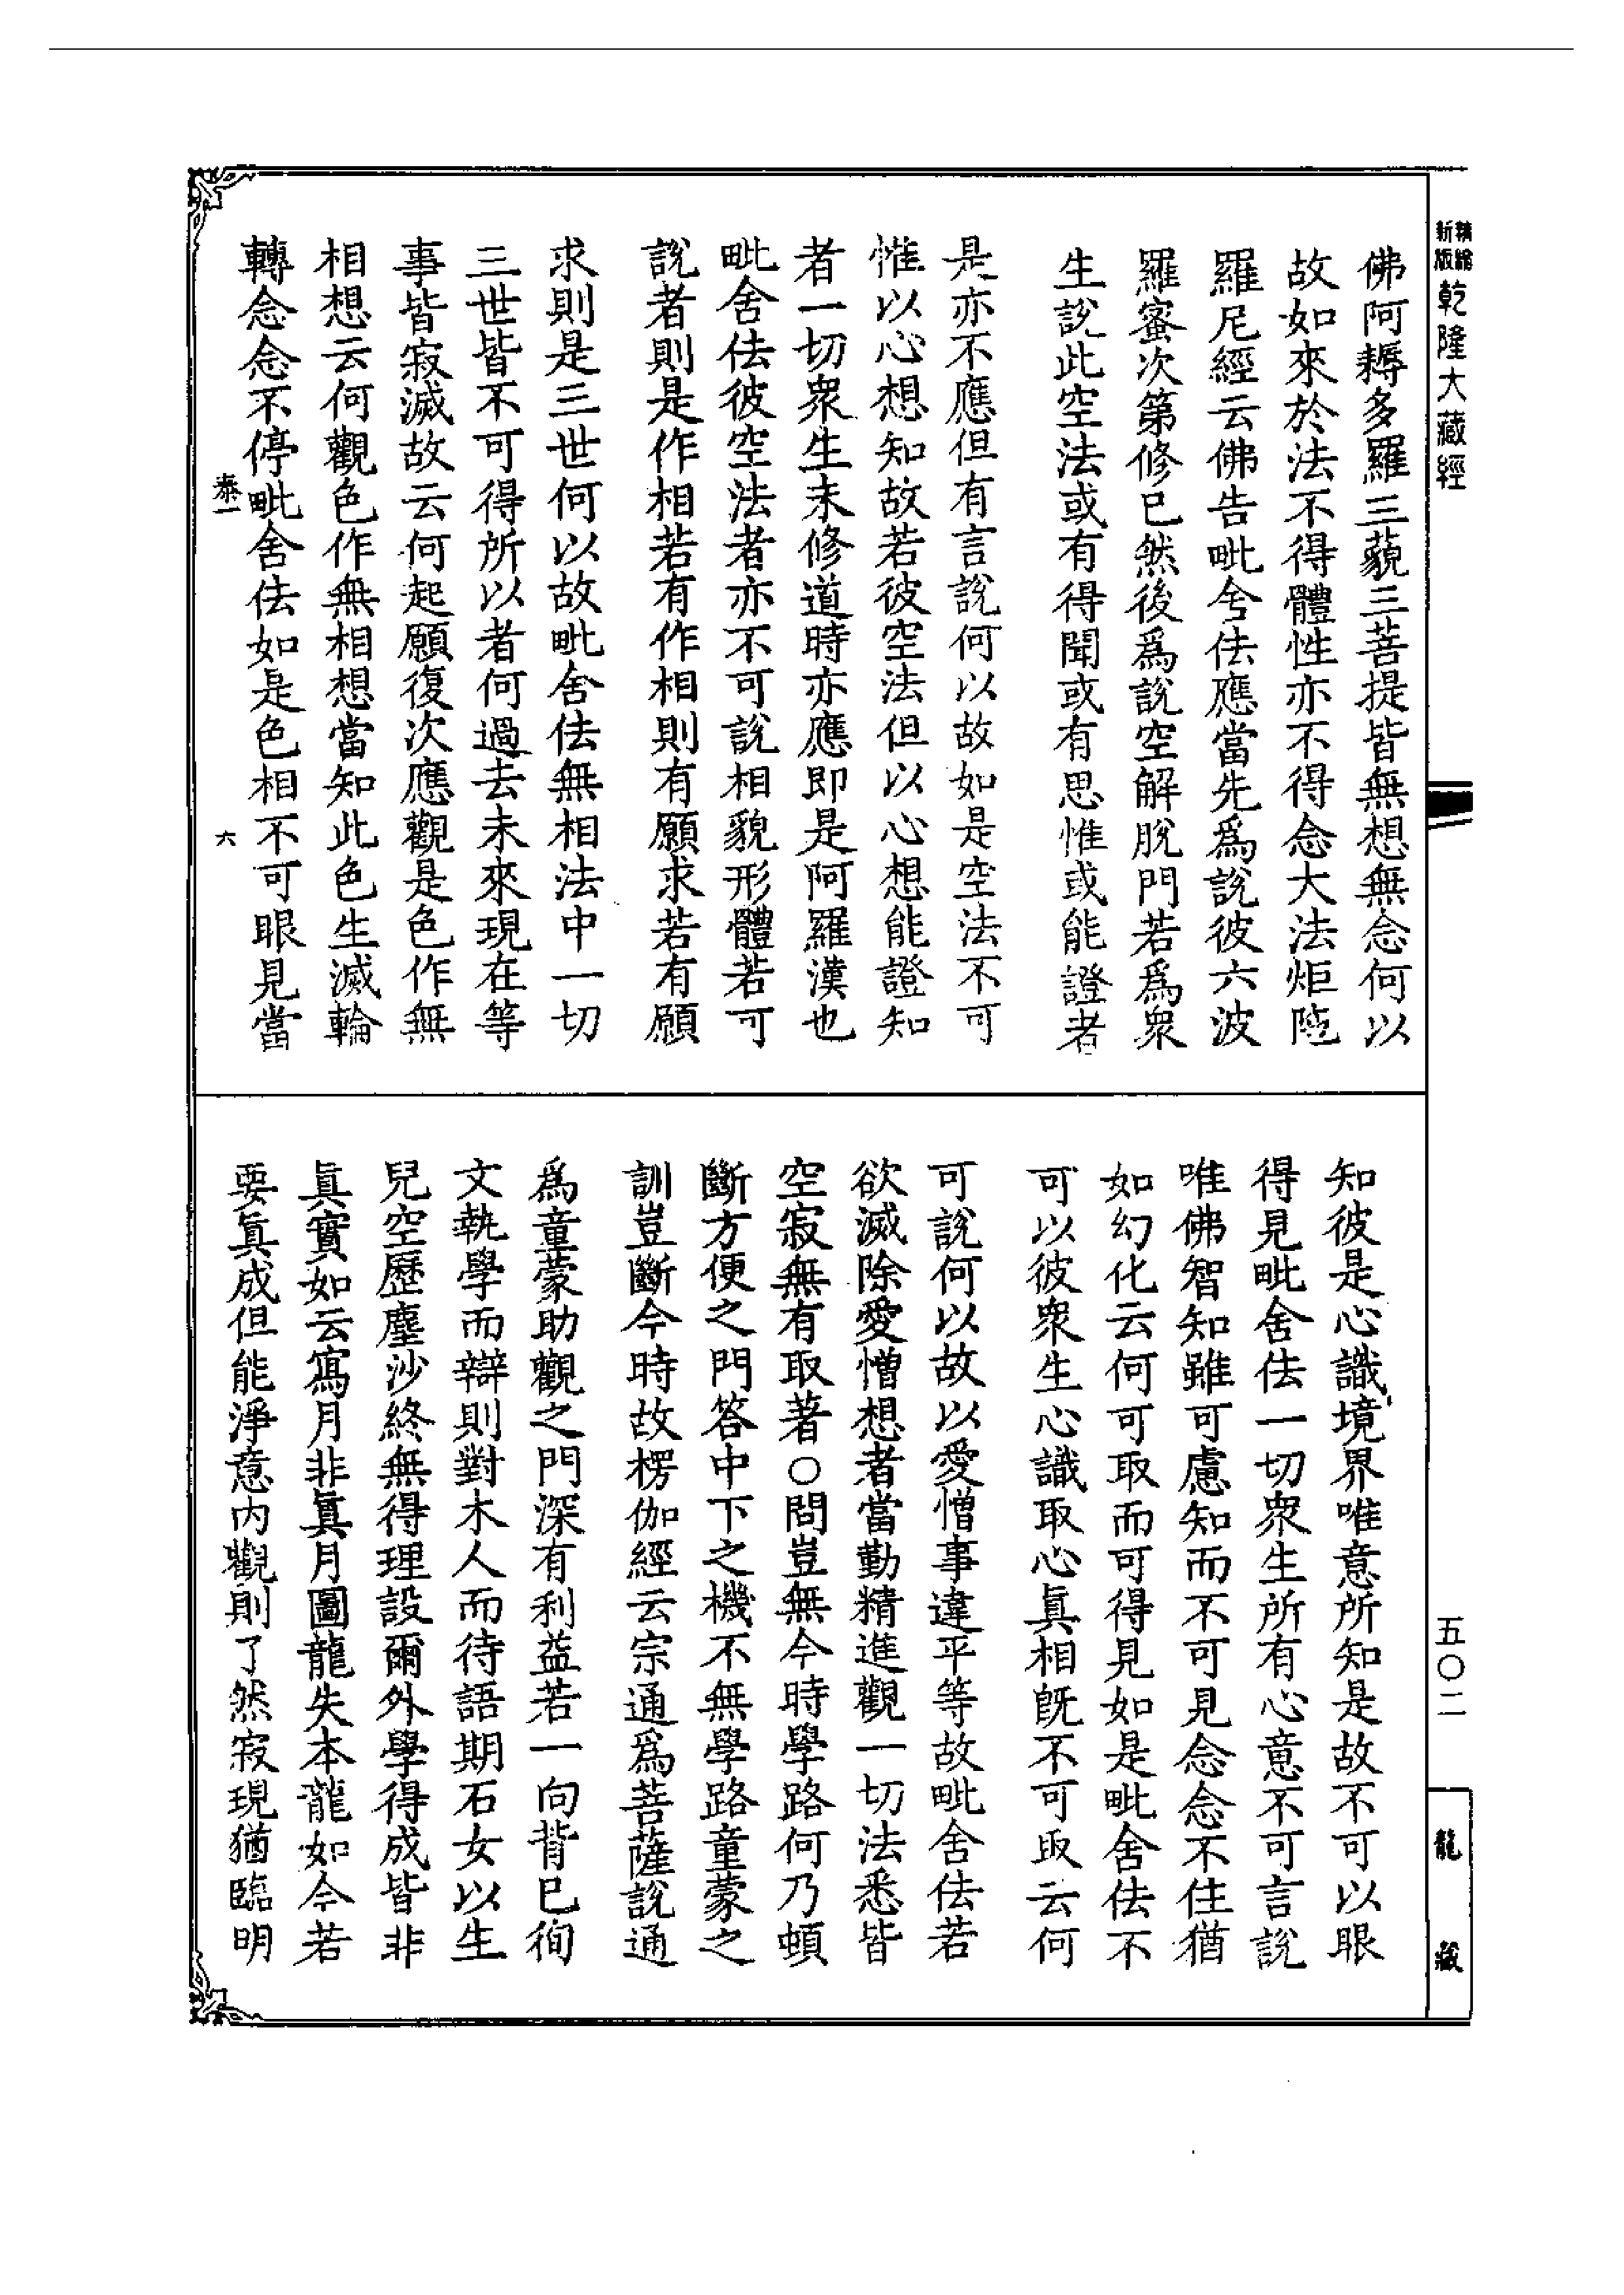 精縮新版乾隆大藏經
佛阿耨多羅三藐三菩提皆無想無念何以
故如來於法不得體性亦不得念大法炬陁
羅尼經云佛告毗舍佉應當先爲說彼六波
羅蜜次第修已然後爲說空解脫門若爲衆
生說此空法或有得聞或有思惟或能證者
是亦不應但有言說何以故如是空法不可
惟以心想知故若彼空法但以心想能證知
者一切衆生未修道時亦應即是阿羅漢也
毗舍佉彼空法者亦不可說相貌形體若可
說者則是作相若有作相則有願求若有願
求則是三世何以故毗舍佉無相法中一切
三世皆不可得所以者何過去未來現在等
事皆寂滅故云何起願復次應觀是色作無
相想云何觀色作無相想當知此色生滅輪
轉念念不停毗舍佉如是色相不可眼見當
泰一
六
知彼是心識境界唯意所知是故不可以眼
得見毗舍佉一切衆生所有心意不可言說
唯佛智知雖可慮知而不可見念念不住猶
如幻化云何可取而可得見如是毗舍佉不
可以彼衆生心識取心眞相旣不可取云何
可說何以故以愛憎事違平等故毗舍佉若
欲滅除愛憎想者當勤精進觀一切法悉皆
空寂無有取著○問豈無今時學路何乃頓
斷方便之門答中下之機不無學路童蒙之
訓豈斷今時故楞伽經云宗通爲菩薩說通
爲童蒙助觀之門深有利益若一向背已徇
文執學而辯則對木人而待語期石女以生
兒空歷塵沙終無得理設爾外學得成皆非
眞實如云寫月非眞月圖龍失本龍如今若
要眞成但能淨意內觀則了然寂現猶臨明
五〇二
龍藏